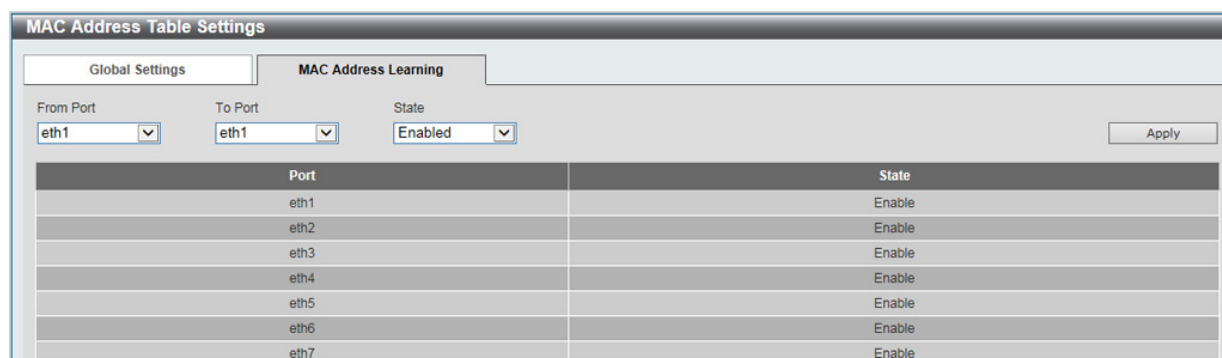 MAC Address Table Settings
Global Settings MAC Address Learning
From Port To Port State
eth1 eth1 Enabled Apply
Port State
eth1 Enable
eth2 Enable
eth3 Enable
eth4 Enable
eth5 Enable
eth6 Enable
eth7 Enable